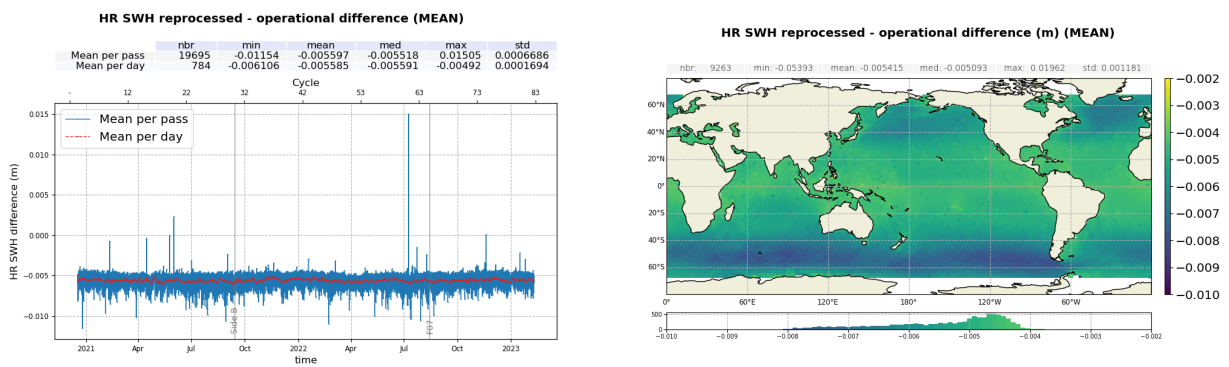 HR SWH reprocessed - operational difference (MEAN)
nbr min mean med max std
Mean per pass 19695 -0.01154 -0.005597 -0.005518 0.01505 0.0006686
Mean per day 784 -0.006106 -0.005585 -0.005591 -0.00492 0.0001694
Cycle
- 12 22 32 42 53 63 73 83
Mean per pass
Mean per day
HR SWH difference (m)
0.015
0.010
0.005
0.000
−0.005
−0.010
Side B
F07
2021 Apr Jul Oct 2022 Apr Jul Oct 2023
time
HR SWH reprocessed - operational difference (m) (MEAN)
nbr: 9263 min: -0.05393 mean: -0.005415 med: -0.005093 max: 0.01962 std: 0.001181
60°N
40°N
20°N
0°
20°S
40°S
60°S
0° 60°E 120°E 180° 120°W 60°W
−0.002
−0.003
−0.004
−0.005
−0.006
−0.007
−0.008
−0.009
−0.010
500
0
−0.010 −0.009 −0.008 −0.007 −0.006 −0.005 −0.004 −0.003 −0.002